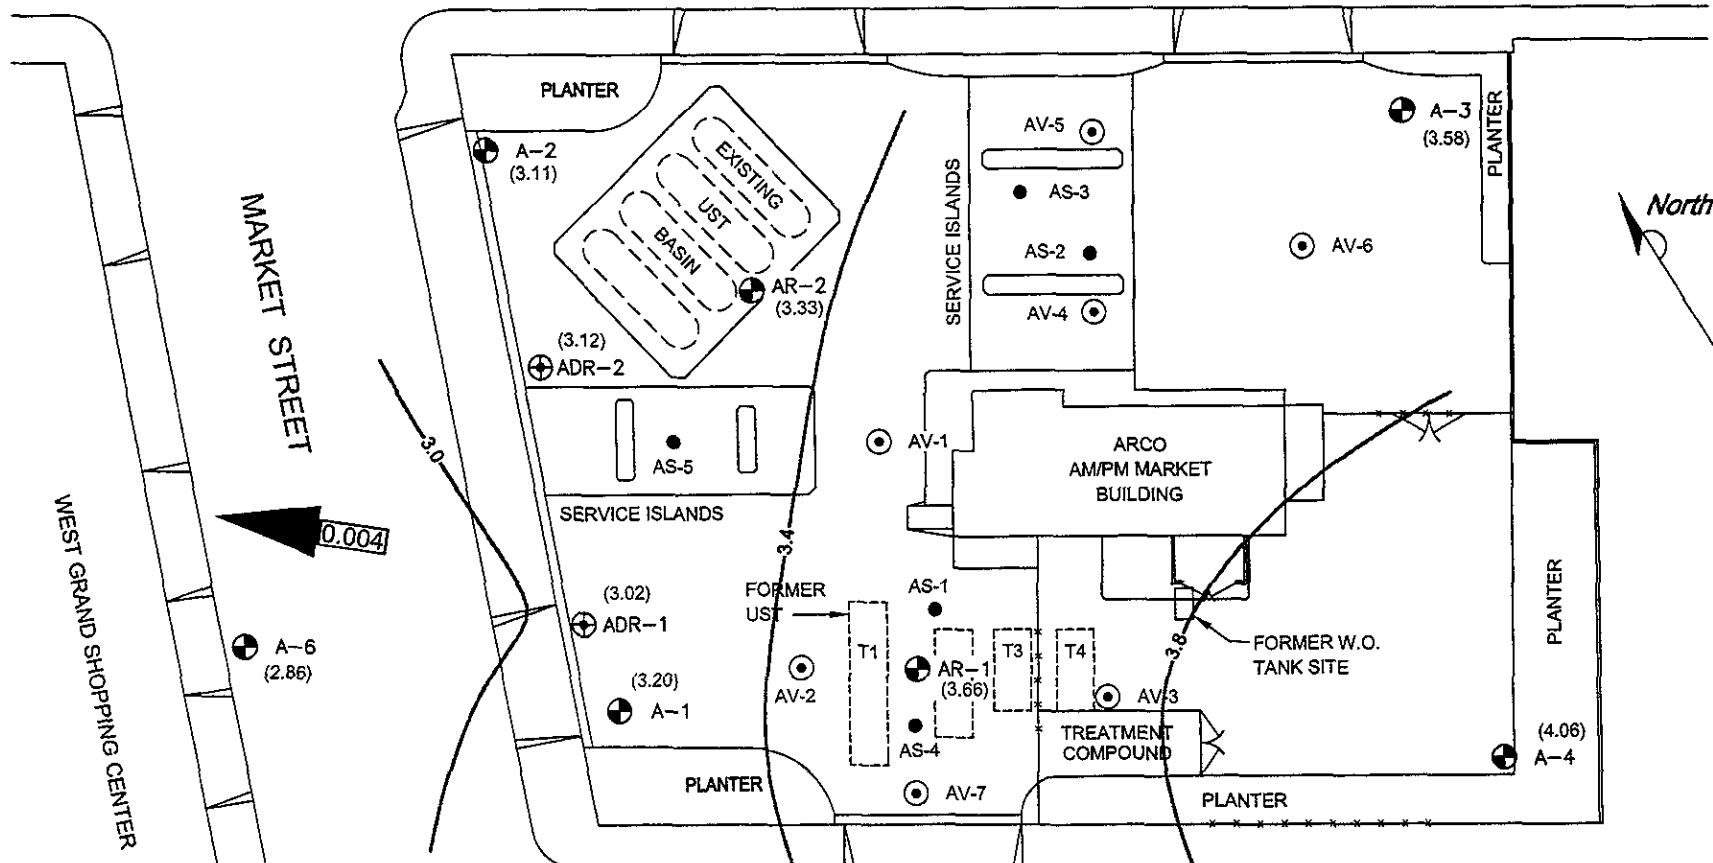 PLANTER
A-2
(3.11)
EXISTING
UST
BASIN
AR-2
(3.33)
(3.12)
ADR-2
MARKET STREET
WEST GRAND SHOPPING CENTER
3.0
0.004
A-6
(2.86)
AS-5
SERVICE ISLANDS
(3.02)
ADR-1
(3.20)
A-1
PLANTER
3.4
SERVICE ISLANDS
AV-5
AS-3
AS-2
AV-4
A-3
(3.58)
PLANTER
AV-6
North
AV-1
ARCO
AM/PM MARKET
BUILDING
FORMER
UST
AS-1
T1
AV-2
AR-1
(3.66)
AS-4
AV-7
T3
T4
AV-3
TREATMENT
COMPOUND
3.8
FORMER W.O.
TANK SITE
PLANTER
PLANTER
(4.06)
A-4